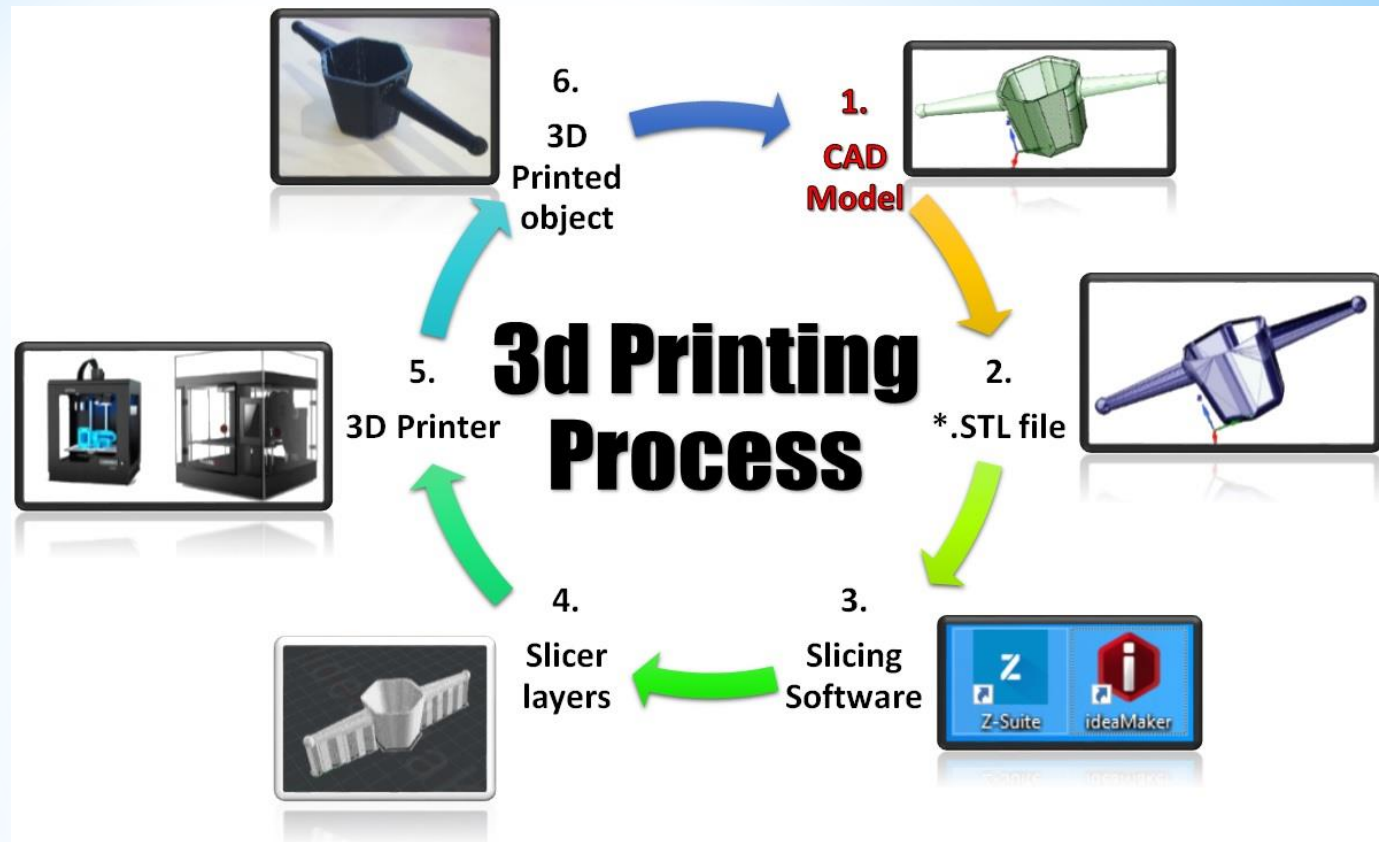 3d Printing
Process
1.
CAD
Model
2.
*.STL file
3.
Slicing
Software
Z
Z-Suite
i
ideaMaker
4.
Slicer
layers
5.
3D Printer
6.
3D
Printed
object